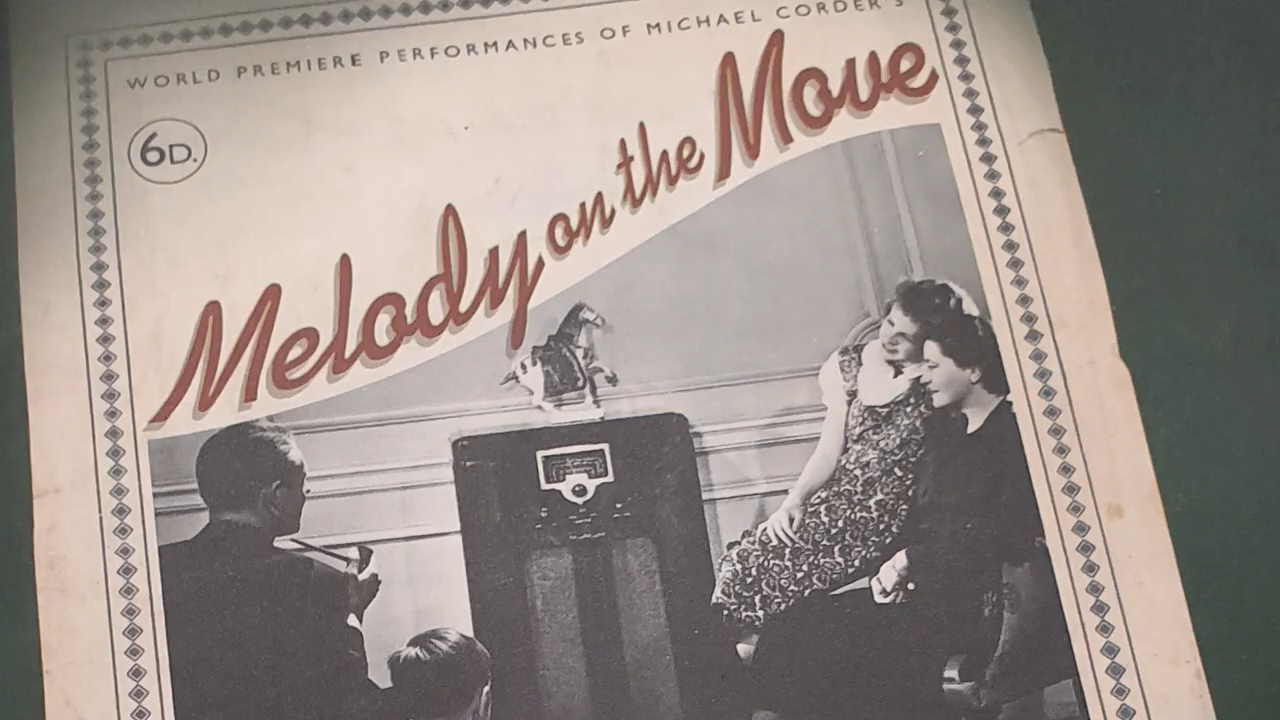 WORLD PREMIERE PERFORMANCES OF MICHAEL CORDER'S
6D.
Melody on the Move